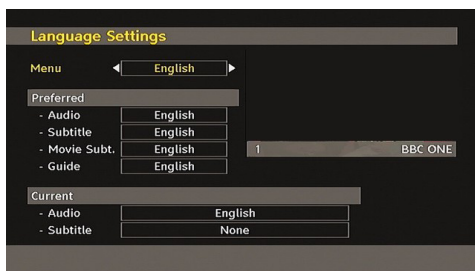 Language Settings
Menu English
Preferred
- Audio English
- Subtitle English
- Movie Subt. English
- Guide English
1 BBC ONE
Current
- Audio English
- Subtitle None